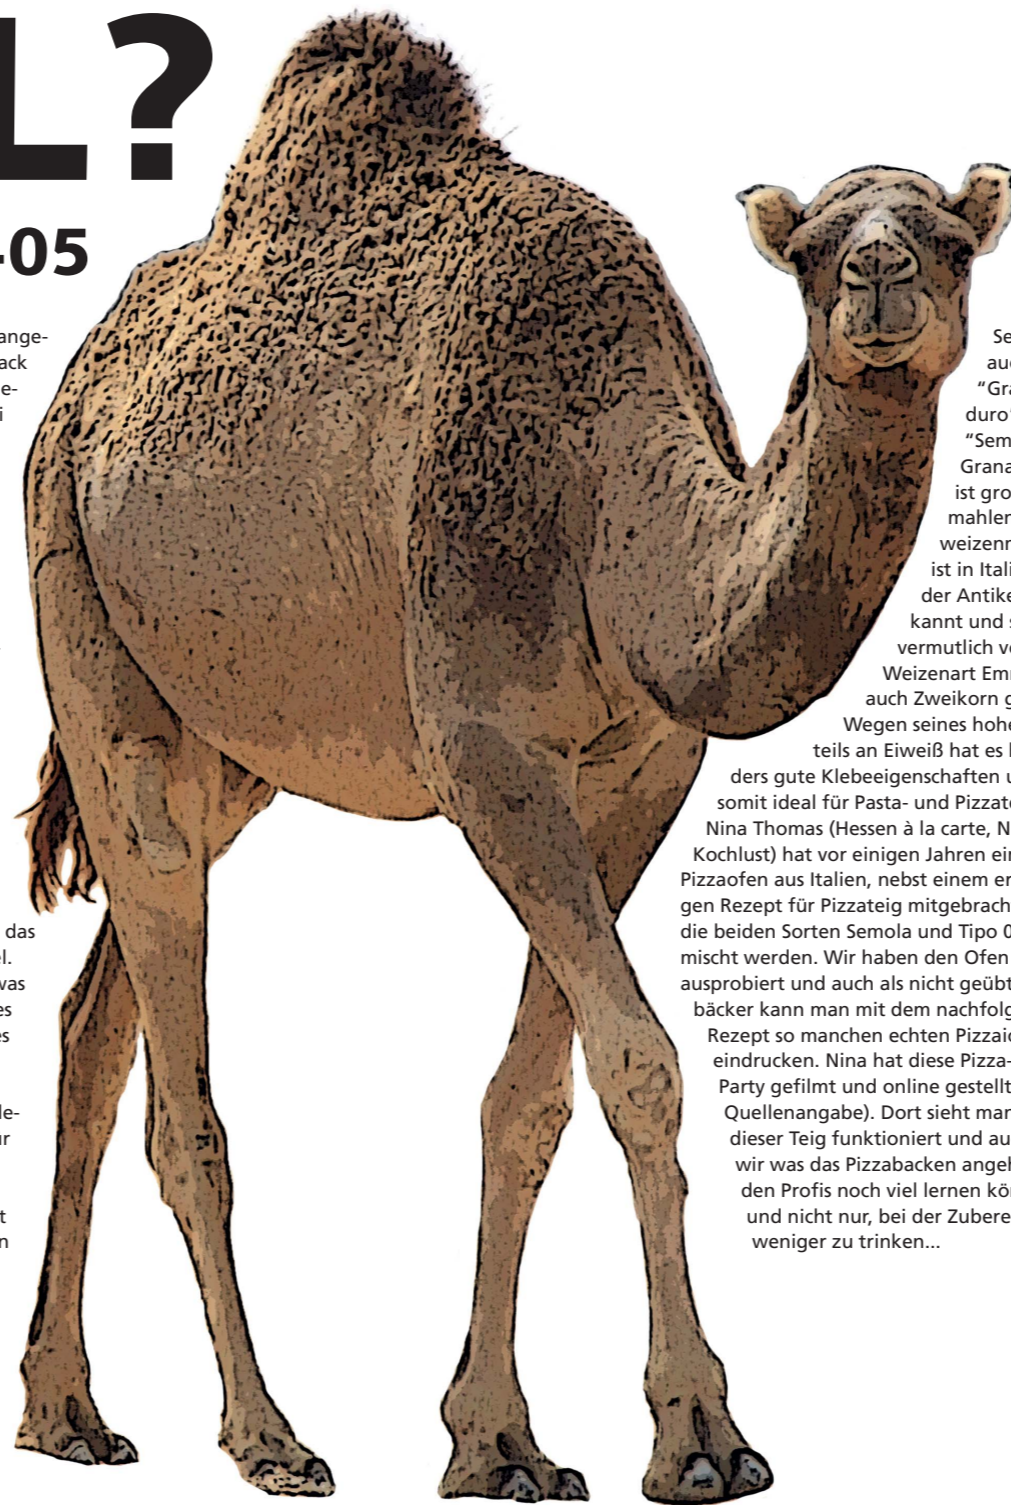 L?
-05
ange-
ack
e-
i
das
el.
was
es
es
le-
ur
t
n
Se
au
"Gra
duro"
"Sem
Grana
ist gro
mahlen
weizenm
ist in Itali
der Antike
kannt und s
vermutlich vo
Weizenart Emm
auch Zweikorn g
Wegen seines hohe
teils an Eiweiß hat es b
ders gute Klebeeigenschaften u
somit ideal für Pasta- und Pizzate
Nina Thomas (Hessen à la carte, N
Kochlust) hat vor einigen Jahren ein
Pizzaofen aus Italien, nebst einem er
gen Rezept für Pizzateig mitgebrach
die beiden Sorten Semola und Tipo 0
mischt werden. Wir haben den Ofen
ausprobiert und auch als nicht geübt
bäcker kann man mit dem nachfolg
Rezept so manchen echten Pizzaio
eindrucken. Nina hat diese Pizza-
Party gefilmt und online gestellt
Quellenangabe). Dort sieht man
dieser Teig funktioniert und au
wir was das Pizzabacken angeh
den Profis noch viel lernen kön
und nicht nur, bei der Zubere
weniger zu trinken...